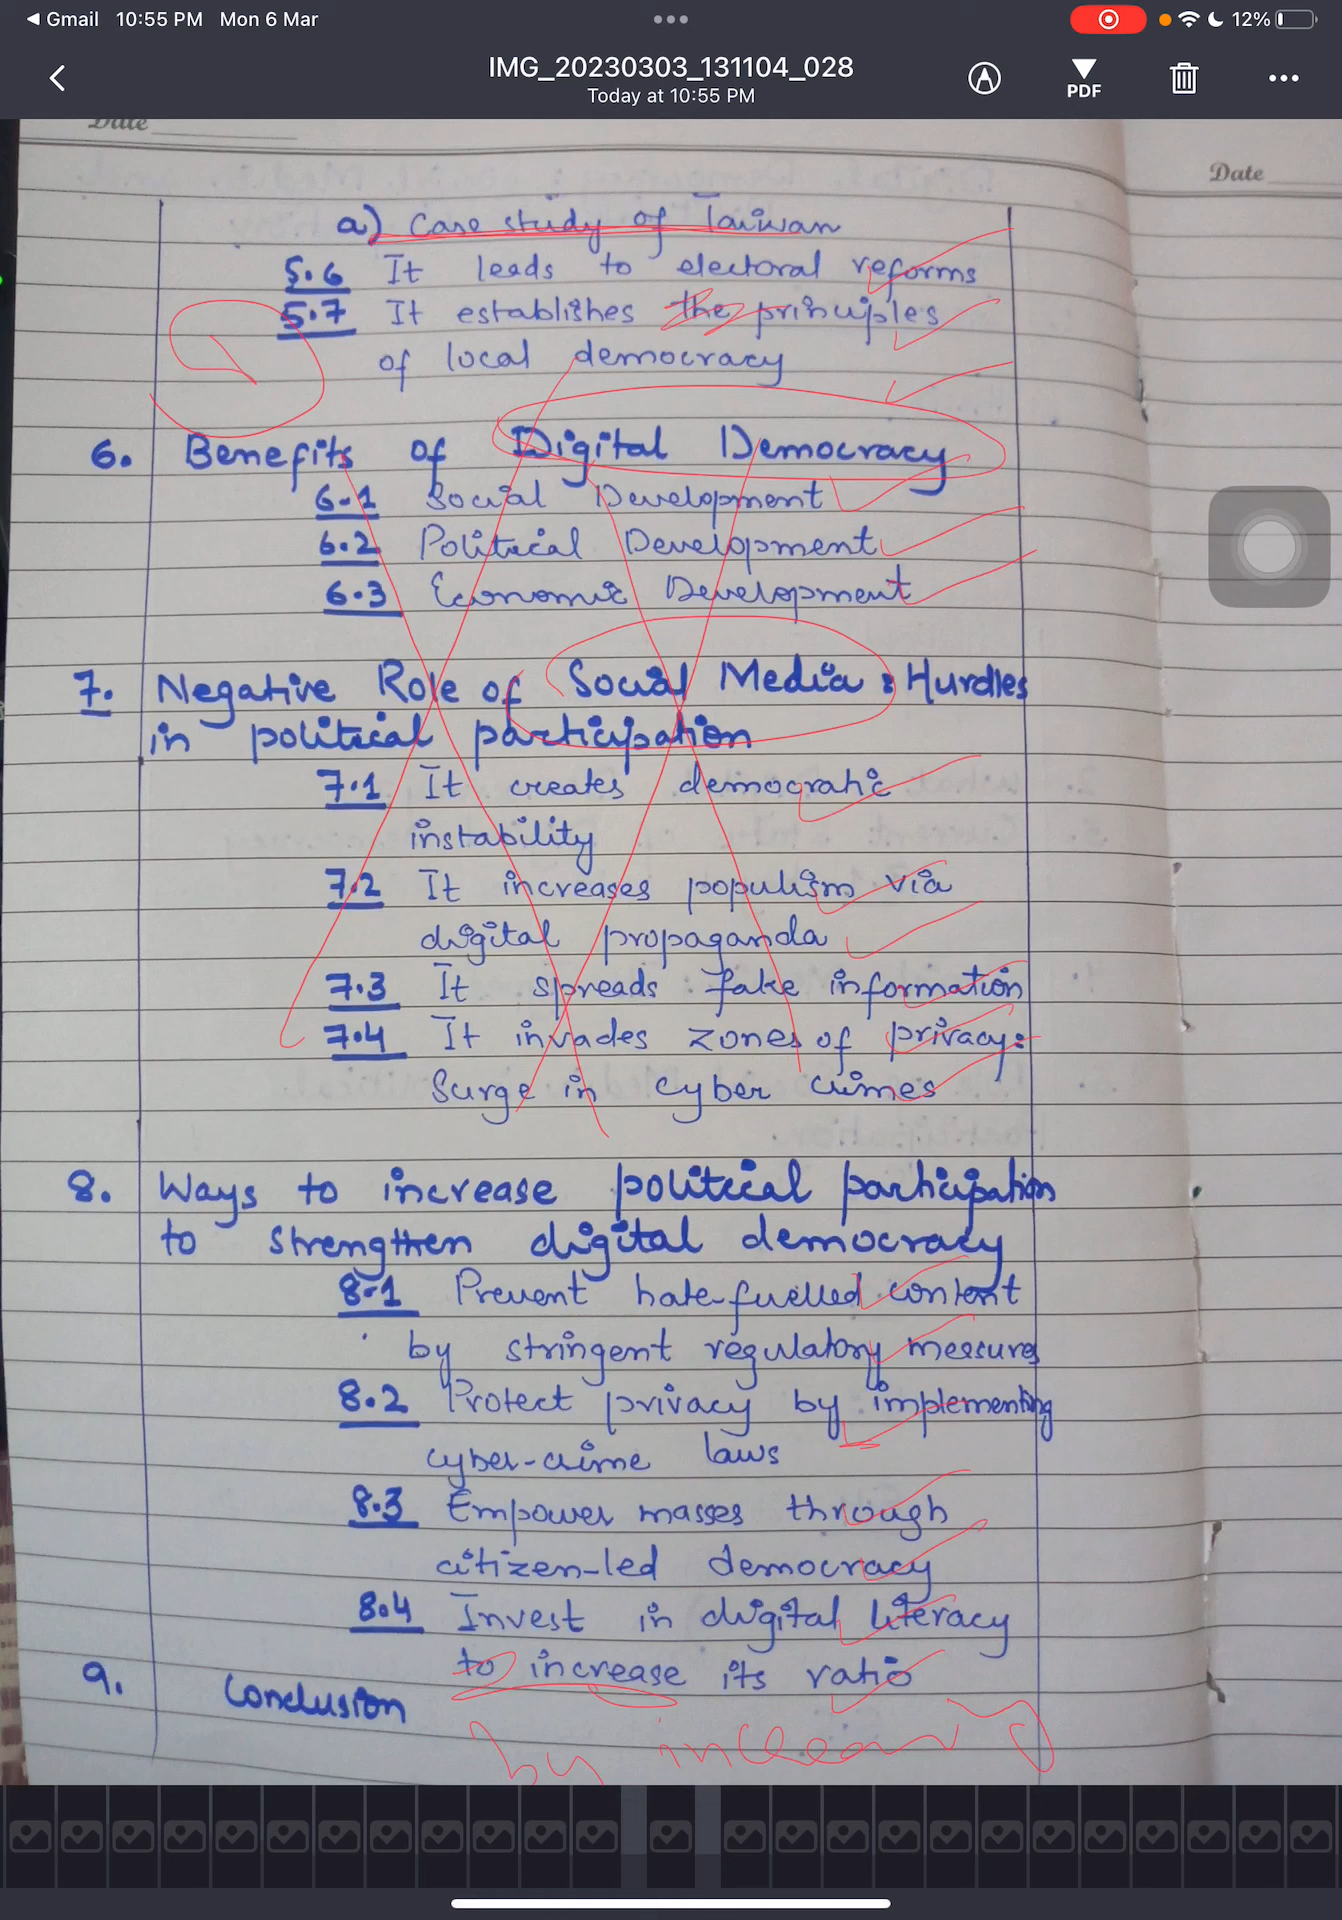 Gmail 10:55 PM Mon 6 Mar
12%
IMG_20230303_131104_028
Today at 10:55 PM
PDF
Date
Date
a) Case study of Taiwan
5.6 It leads to electoral reforms
5.7 It establishes the principles
of local democracy
6. Benefits of Digital Democracy
6.1 Social Development
6.2 Political Development
6.3 Economic Development
7. Negative Role of Social Media : Hurdles
in political participation
7.1 It creates democratic
instability
7.2 It increases populism via
digital propaganda
7.3 It spreads fake information
7.4 It invades zones of privacy:
Surge in cyber crimes
8. Ways to increase political participation
to strengthen digital democracy
8.1 Prevent hate-fuelled content
by stringent regulatory measures
8.2 Protect privacy by implementing
cyber-crime laws
8.3 Empower masses through
citizen-led democracy
8.4 Invest in digital literacy
to increase its ratio
9. Conclusion
by increasing